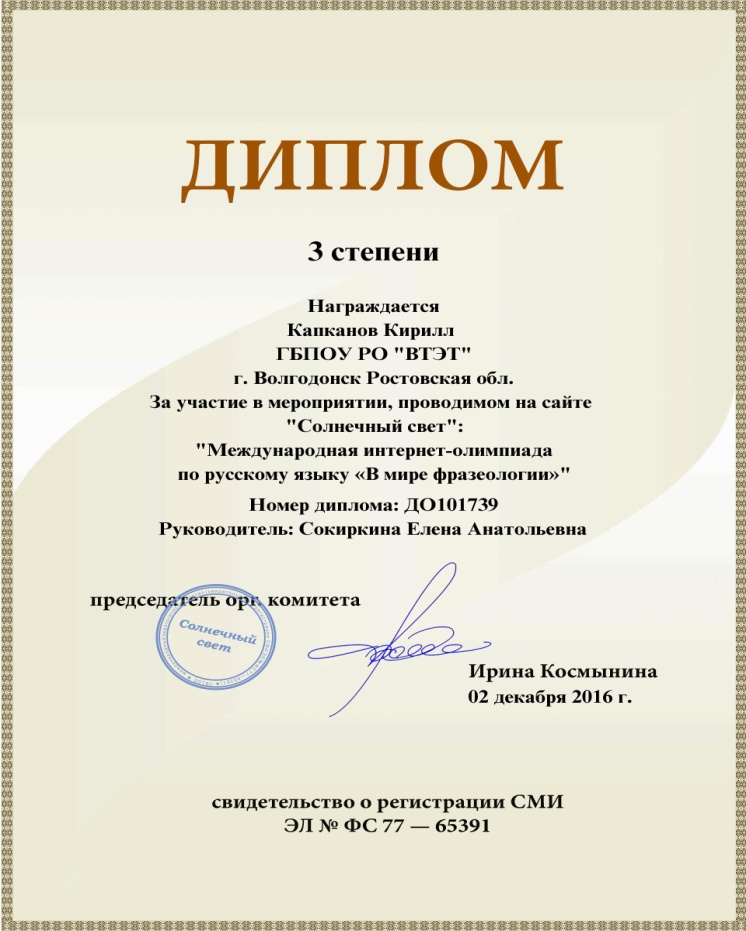 ДИПЛОМ
3 степени
Награждается
Капканов Кирилл
ГБПОУ РО "ВТЭТ"
г. Волгодонск Ростовская обл.
За участие в мероприятии, проводимом на сайте
"Солнечный свет":
"Международная интернет-олимпиада
по русскому языку «В мире фразеологии»"
Номер диплома: ДО101739
Руководитель: Сокиркина Елена Анатольевна
председатель орг. комитета
Солнечный
свет
Ирина Космынина
02 декабря 2016 г.
свидетельство о регистрации СМИ
ЭЛ № ФС 77 — 65391